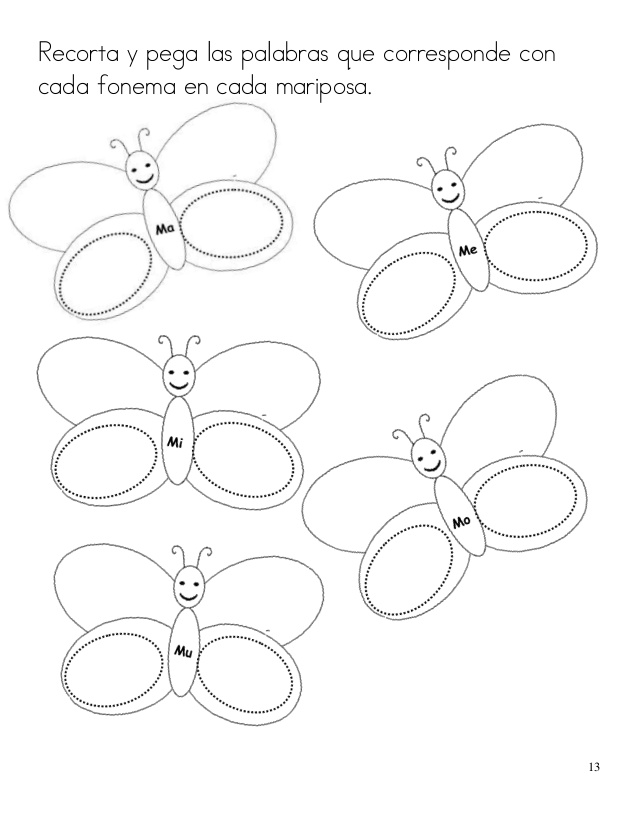 Recorta y pega las palabras que corresponde con
cada fonema en cada mariposa.
Ma
Me
Mi
Mo
Mu
13